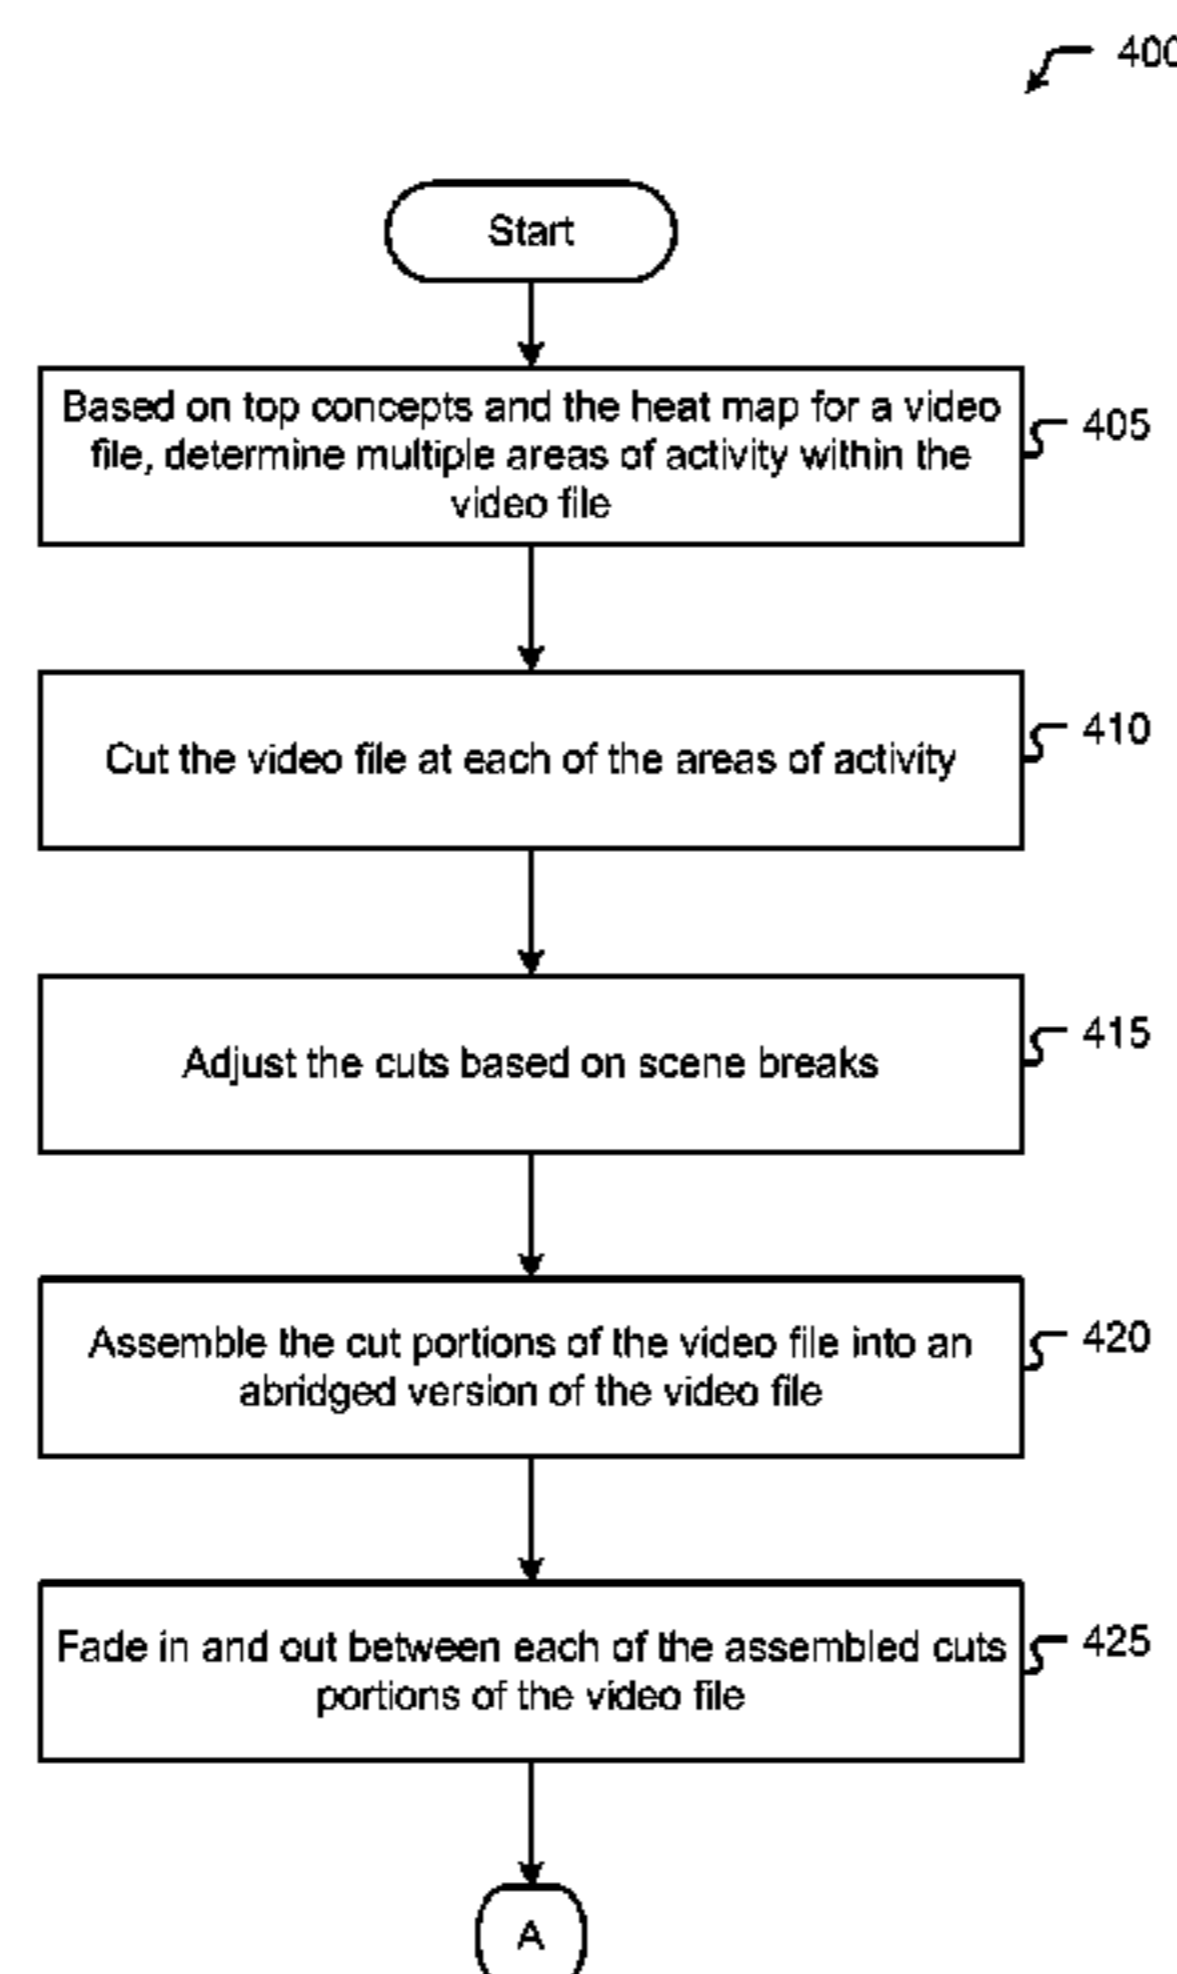 400
Start
Based on top concepts and the heat map for a video
file, determine multiple areas of activity within the
video file
405
Cut the video file at each of the areas of activity
410
Adjust the cuts based on scene breaks
415
Assemble the cut portions of the video file into an
abridged version of the video file
420
Fade in and out between each of the assembled cuts
portions of the video file
425
A